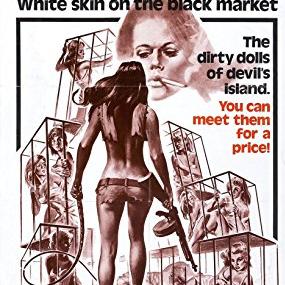 white skin on the black market
The
dirty dolls
of devil's
island.
You can
meet them
for a
price!